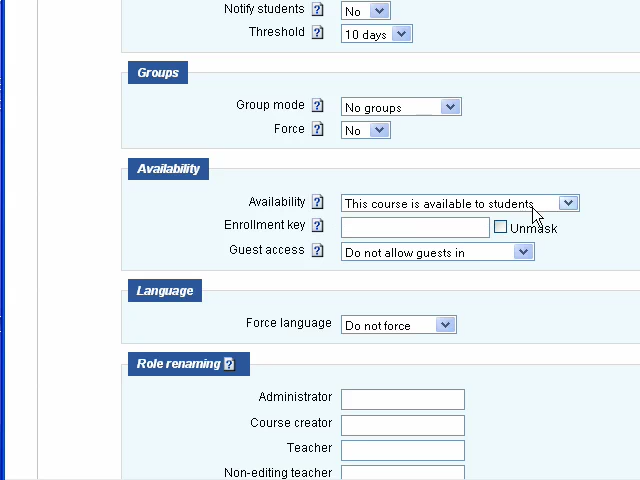 Notify students ? No
Threshold ? 10 days
Groups
Group mode ? No groups
Force ? No
Availability
Availability ? This course is available to students
Enrollment key ? Unmask
Guest access ? Do not allow guests in
Language
Force language Do not force
Role renaming ?
Administrator
Course creator
Teacher
Non-editing teacher